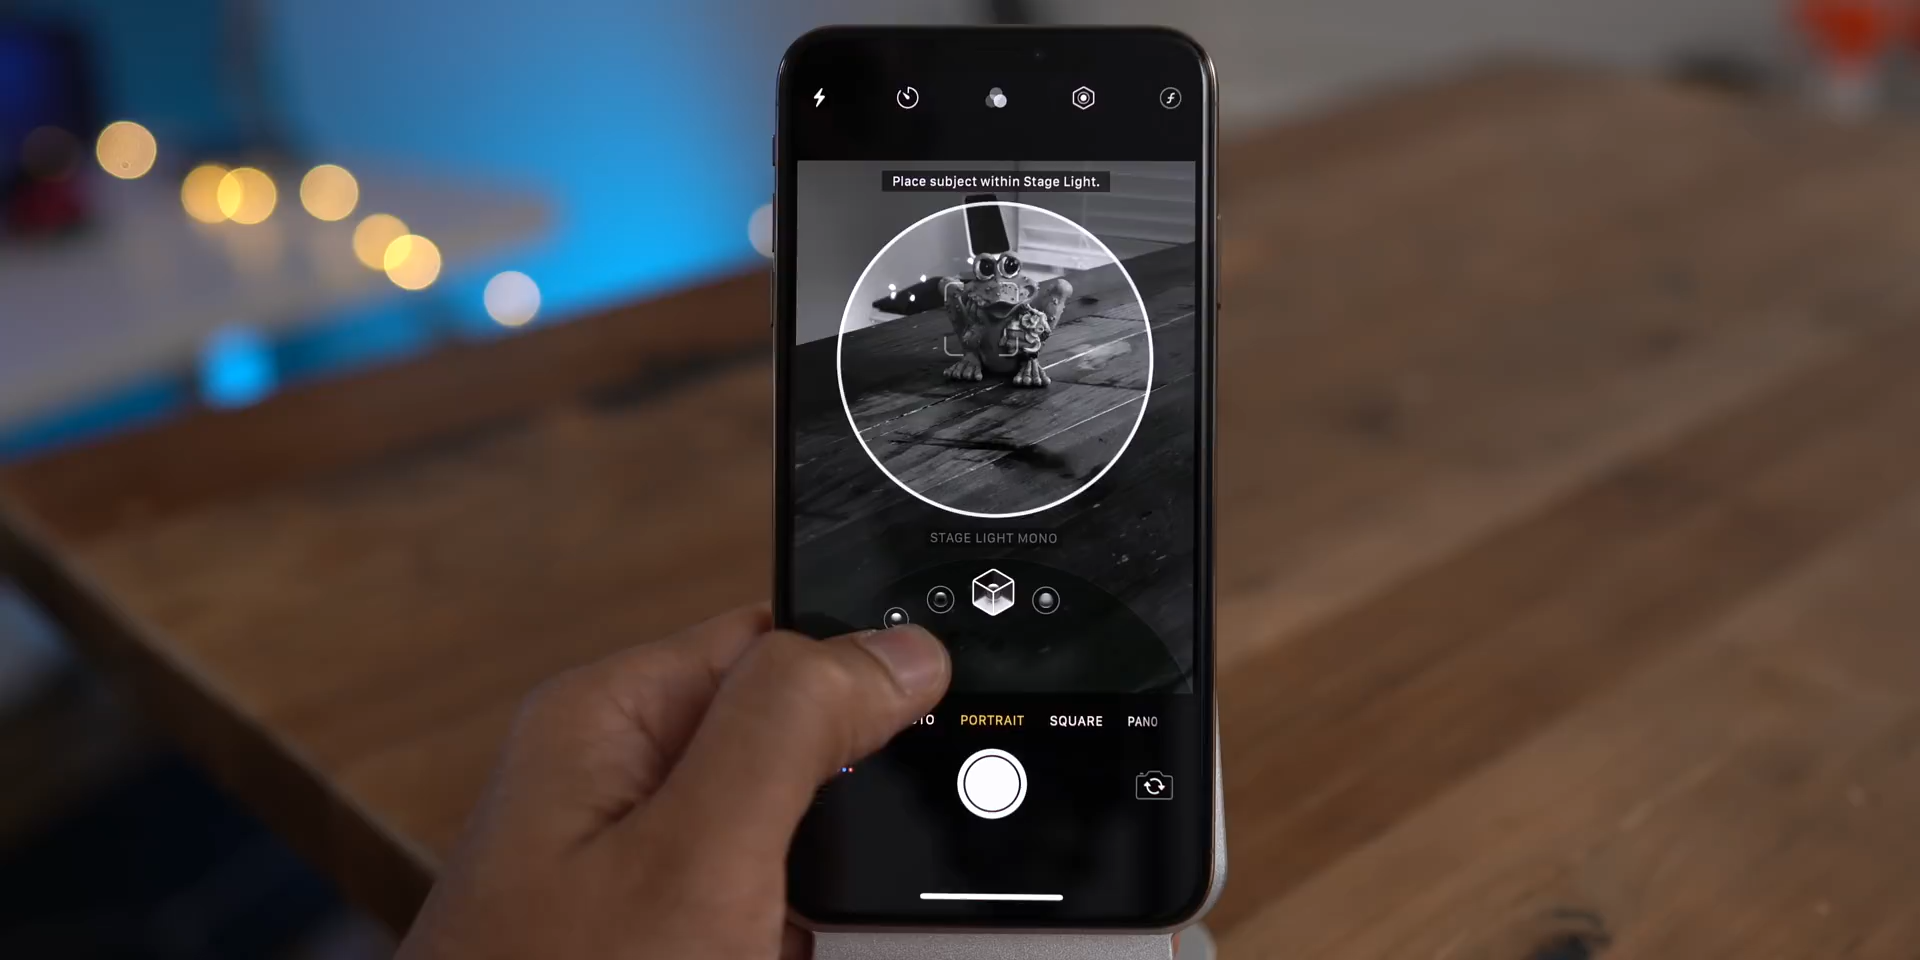 Place subject within Stage Light.
STAGE LIGHT MONO
PORTRAIT SQUARE PANO